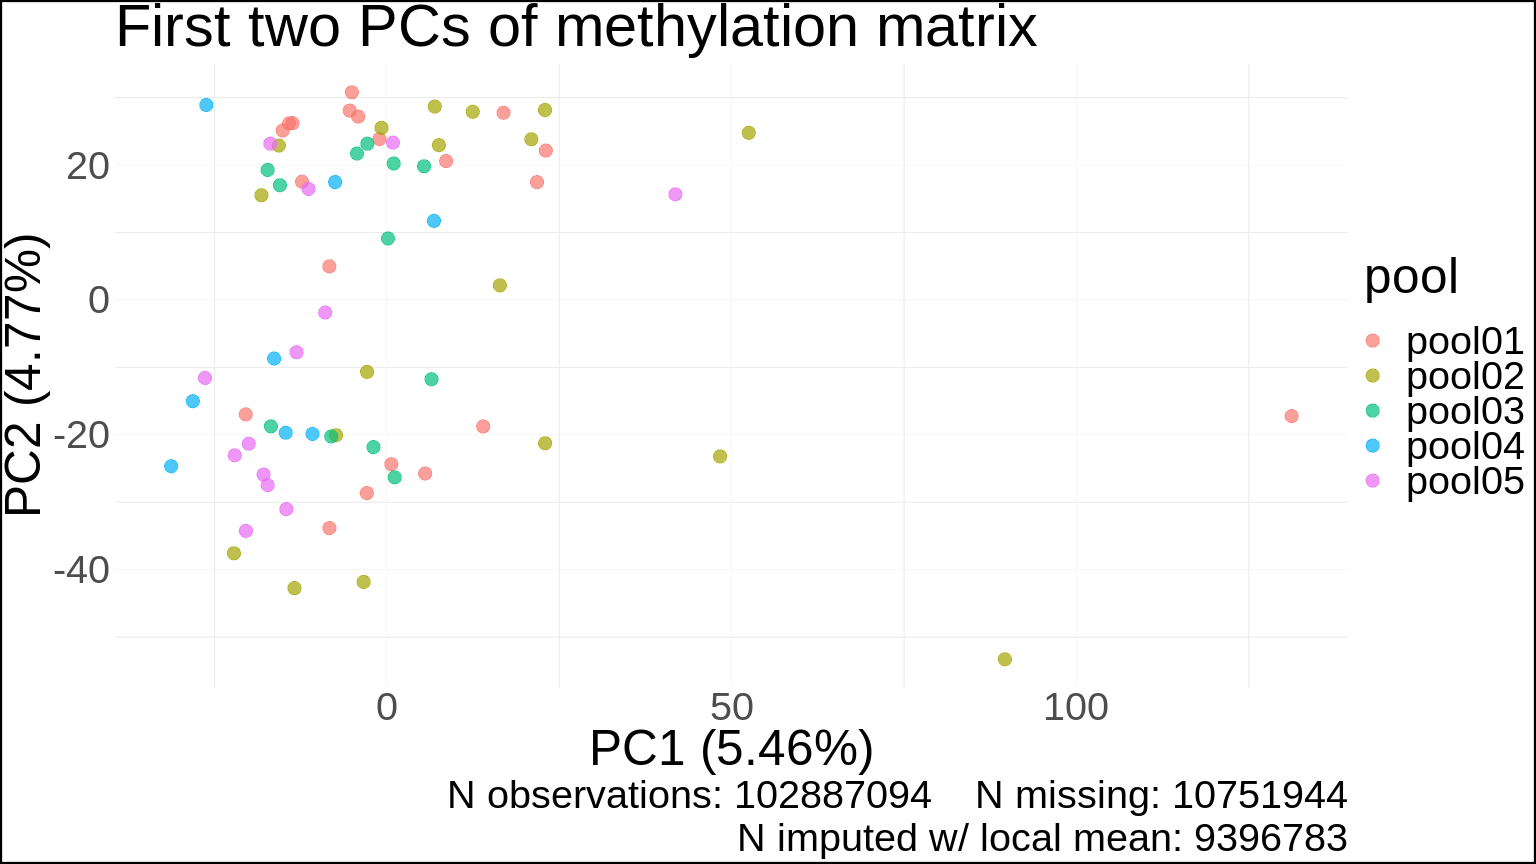 First two PCs of methylation matrix
PC2 (4.77%)
20
0
-20
-40
0
50
100
PC1 (5.46%)
pool
pool01
pool02
pool03
pool04
pool05
N observations: 102887094    N missing: 10751944
N imputed w/ local mean: 9396783